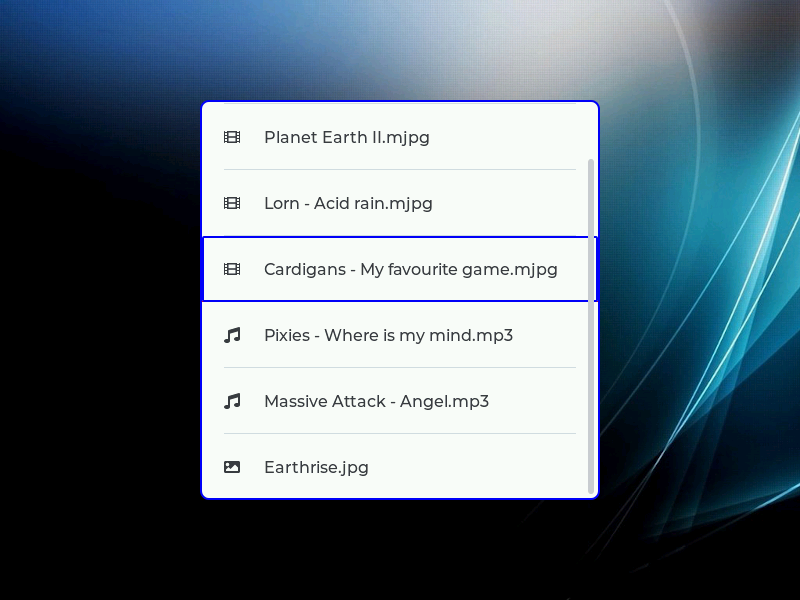 Planet Earth II.mjpg
Lorn - Acid rain.mjpg
Cardigans - My favourite game.mjpg
Pixies - Where is my mind.mp3
Massive Attack - Angel.mp3
Earthrise.jpg